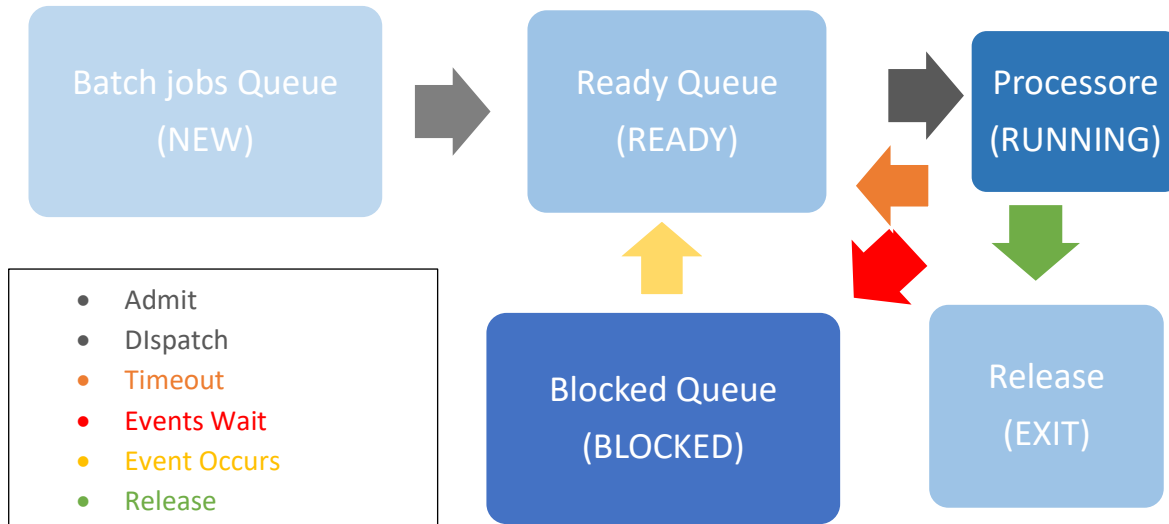 Batch jobs Queue
(NEW)
Ready Queue
(READY)
Processore
(RUNNING)
• Admit
• DIspatch
• Timeout
• Events Wait
• Event Occurs
• Release
Blocked Queue
(BLOCKED)
Release
(EXIT)